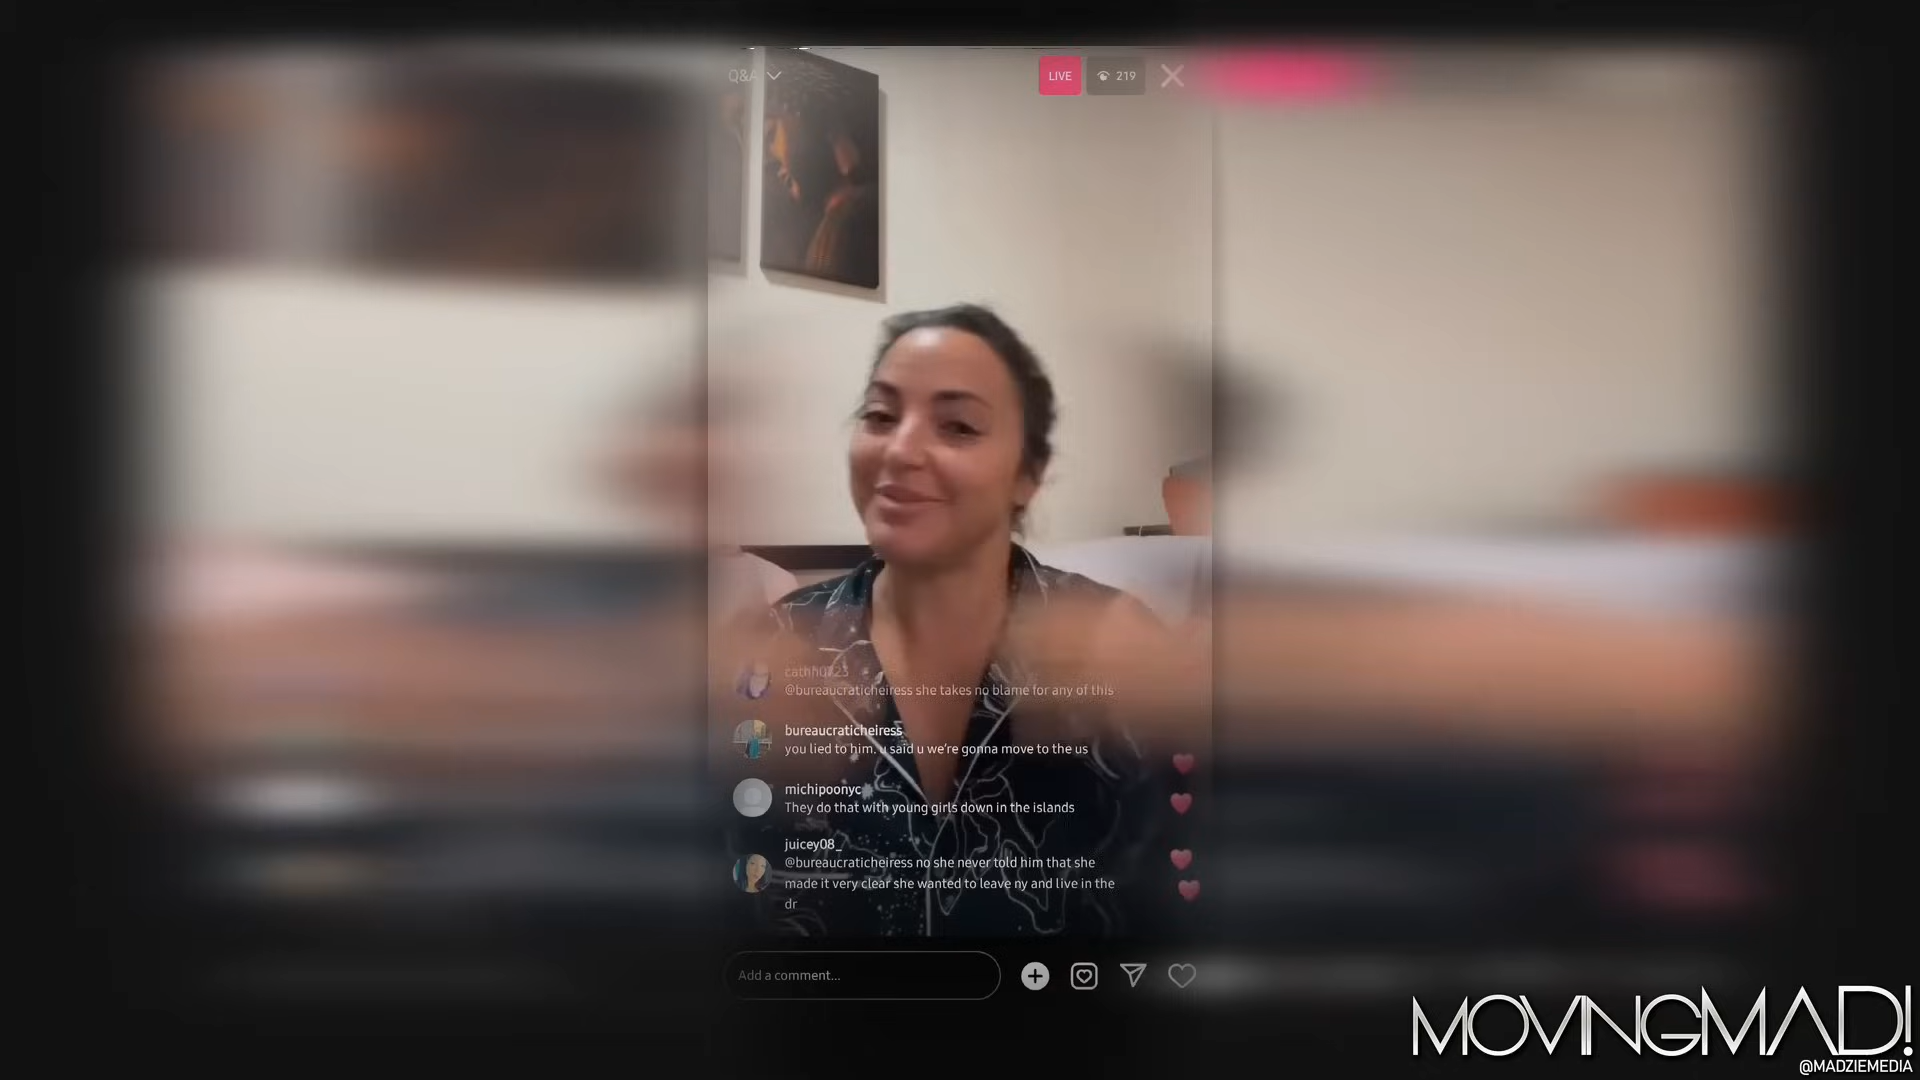 Q&A
LIVE
219
cathh0723
@bureaucraticheiress she takes no blame for any of this
bureaucraticheiress
you lied to him. u said u we're gonna move to the us
michipoonyc
They do that with young girls down in the islands
juicey08_
@bureaucraticheiress no she never told him that she
made it very clear she wanted to leave ny and live in the
dr
Add a comment...
MOVINGMAD!
@MADZIEMEDIA